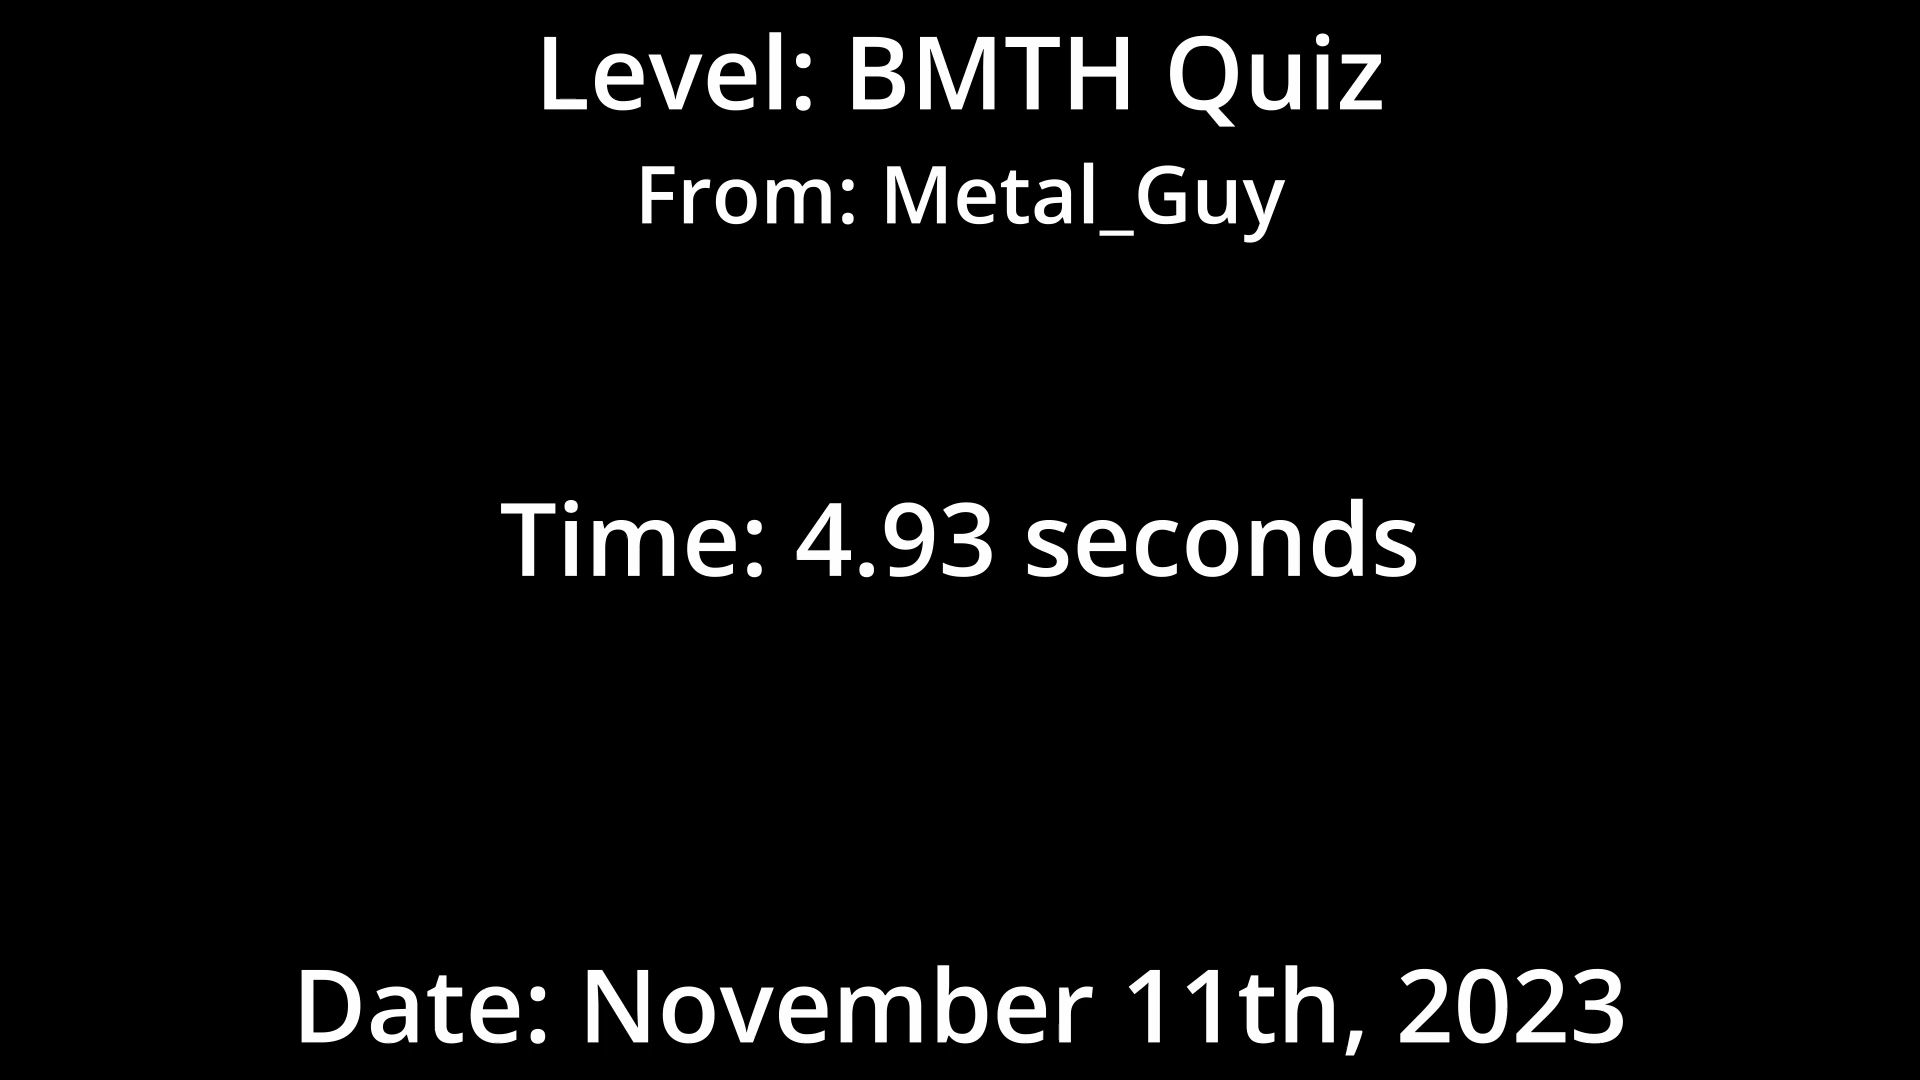 Level: BMTH Quiz
From: Metal_Guy
Time: 4.93 seconds
Date: November 11th, 2023